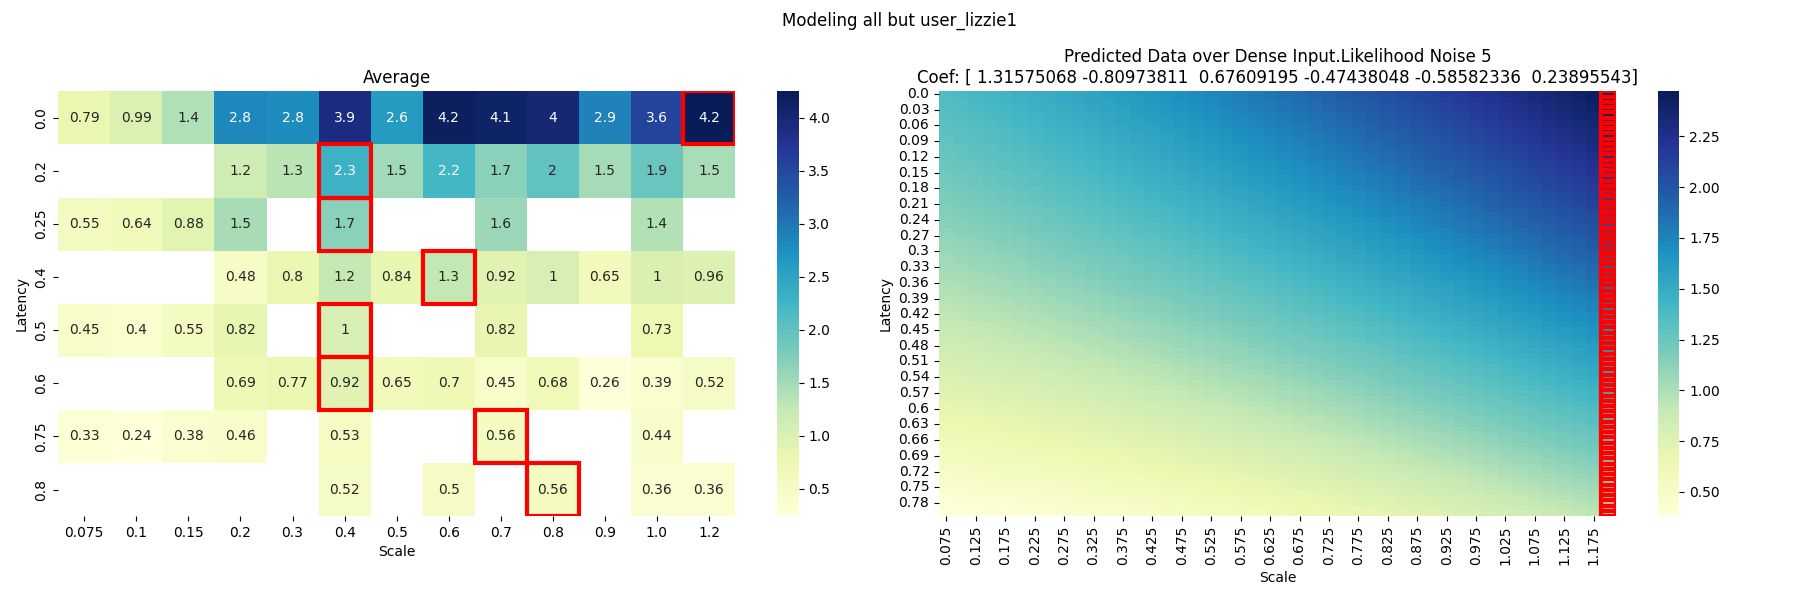 Modeling all but user_lizzie1
Average
0.0 0.79 0.99 1.4 2.8 2.8 3.9 2.6 4.2 4.1 4 2.9 3.6 4.2
0.2 1.2 1.3 2.3 1.5 2.2 1.7 2 1.5 1.9 1.5
0.25 0.55 0.64 0.88 1.5 1.7 1.6 1.4
0.4 0.48 0.8 1.2 0.84 1.3 0.92 1 0.65 1 0.96
0.5 0.45 0.4 0.55 0.82 1 0.82 0.73
0.6 0.69 0.77 0.92 0.65 0.7 0.45 0.68 0.26 0.39 0.52
0.75 0.33 0.24 0.38 0.46 0.53 0.56 0.44
0.8 0.52 0.5 0.56 0.36 0.36
0.075 0.1 0.15 0.2 0.3 0.4 0.5 0.6 0.7 0.8 0.9 1.0 1.2
Scale
Latency
4.0
3.5
3.0
2.5
2.0
1.5
1.0
0.5
Predicted Data over Dense Input.Likelihood Noise 5
Coef: [ 1.31575068 -0.80973811  0.67609195 -0.47438048 -0.58582336  0.23895543]
0.0
0.03
0.06
0.09
0.12
0.15
0.18
0.21
0.24
0.27
0.3
0.33
0.36
0.39
0.42
0.45
0.48
0.51
0.54
0.57
0.6
0.63
0.66
0.69
0.72
0.75
0.78
Latency
0.075 0.125 0.175 0.225 0.275 0.325 0.375 0.425 0.475 0.525 0.575 0.625 0.675 0.725 0.775 0.825 0.875 0.925 0.975 1.025 1.075 1.125 1.175
Scale
2.25
2.00
1.75
1.50
1.25
1.00
0.75
0.50